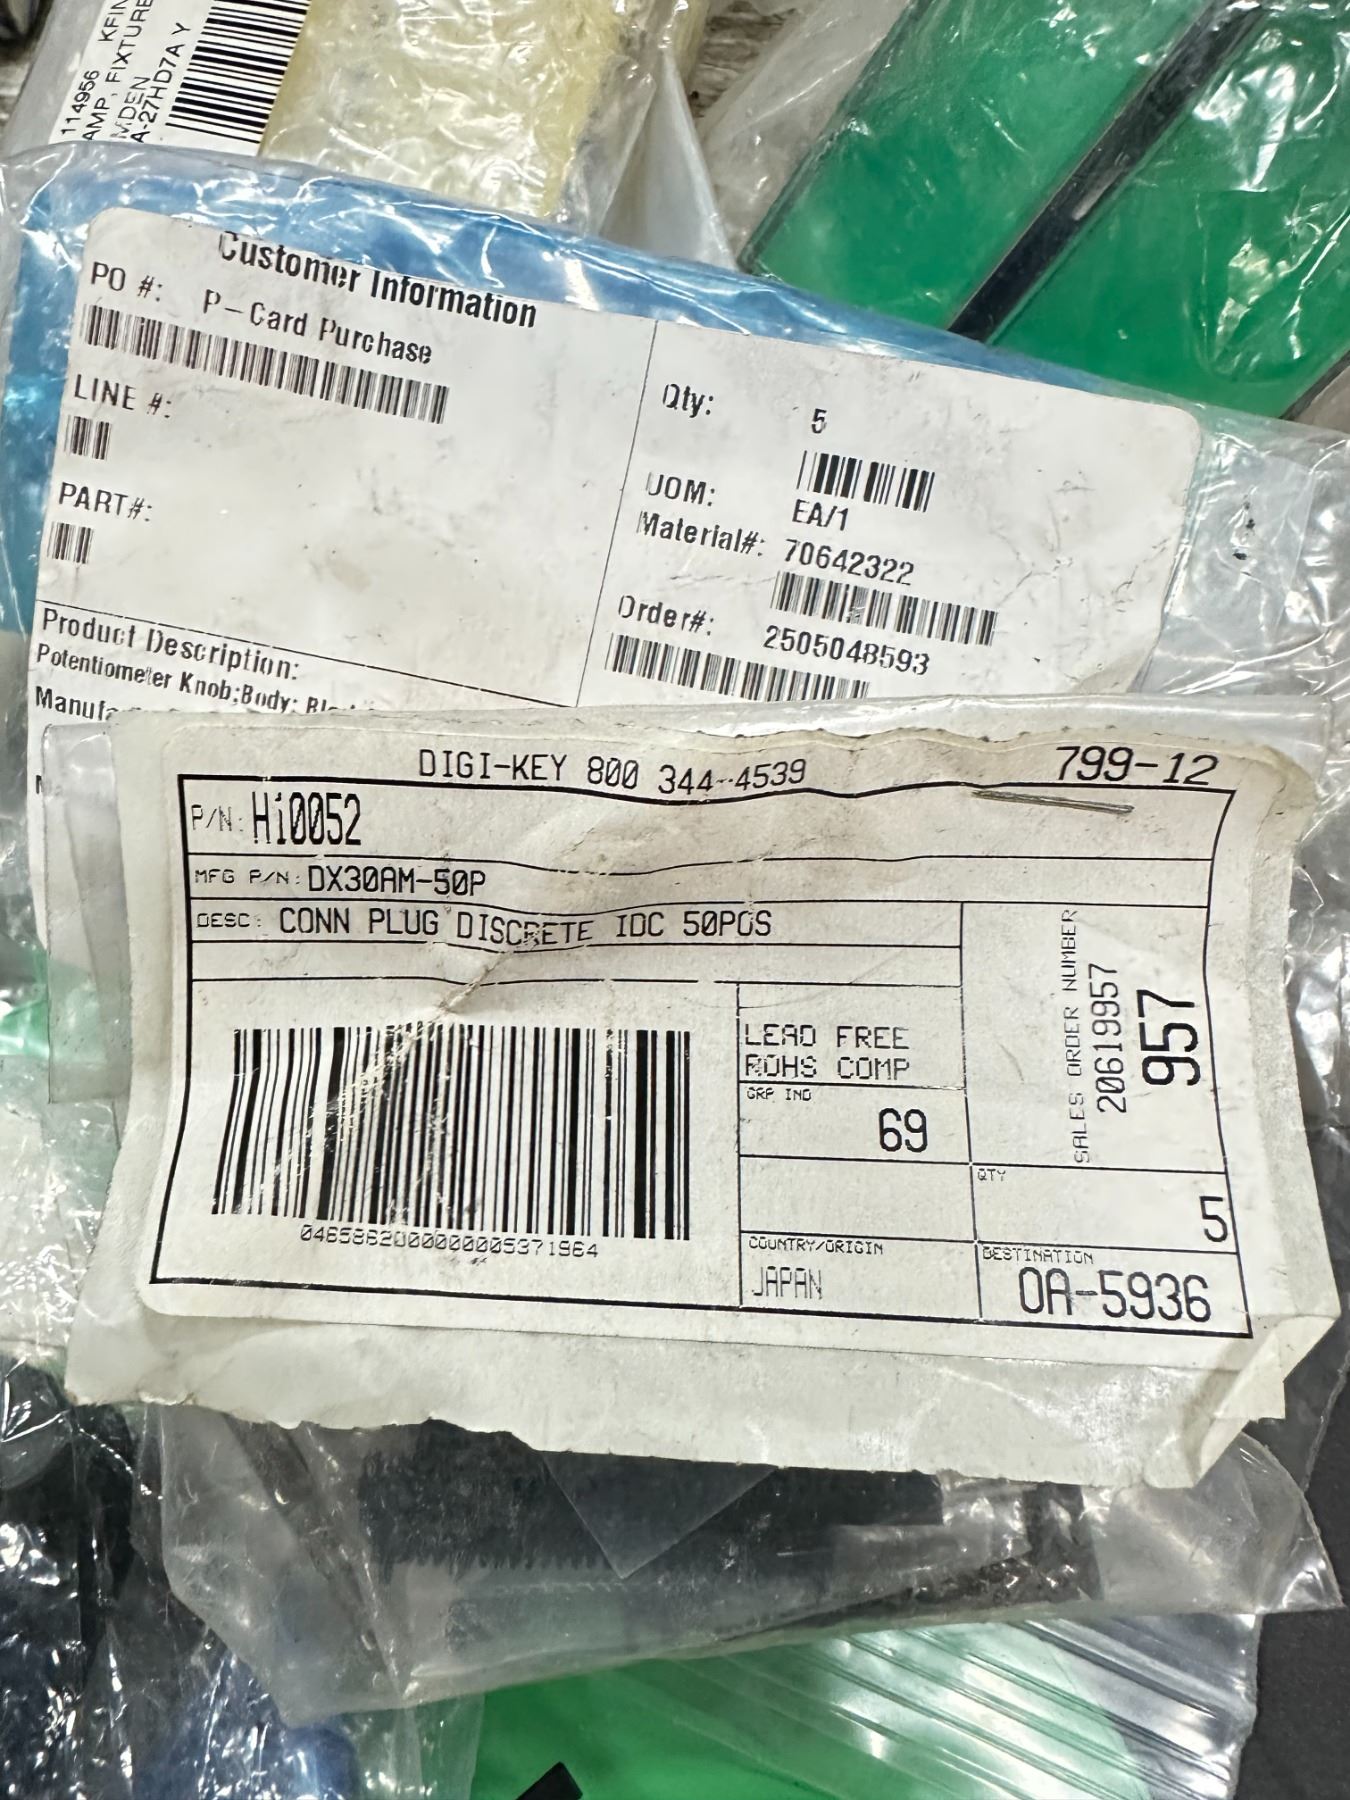 114956 KFIN
AMP, FIXTURE
MDEN
A-27HD7A Y
Customer Information
PO #: P-Card Purchase
LINE #:
PART#:
Qty: 5
UOM: EA/1
Material#: 70642322
Order#: 2505048593
Product Description:
Potentiometer Knob;Body:
DIGI-KEY 800 344-4539
799-12
P/N: H10052
MFG P/N: DX30AM-50P
DESC: CONN PLUG DISCRETE IDC 50POS
LEAD FREE
ROHS COMP
GRP IND
69
SALES ORDER NUMBER
20619957
957
QTY
5
0465862000000005371964
COUNTRY/ORIGIN
JAPAN
DESTINATION
OA-5936